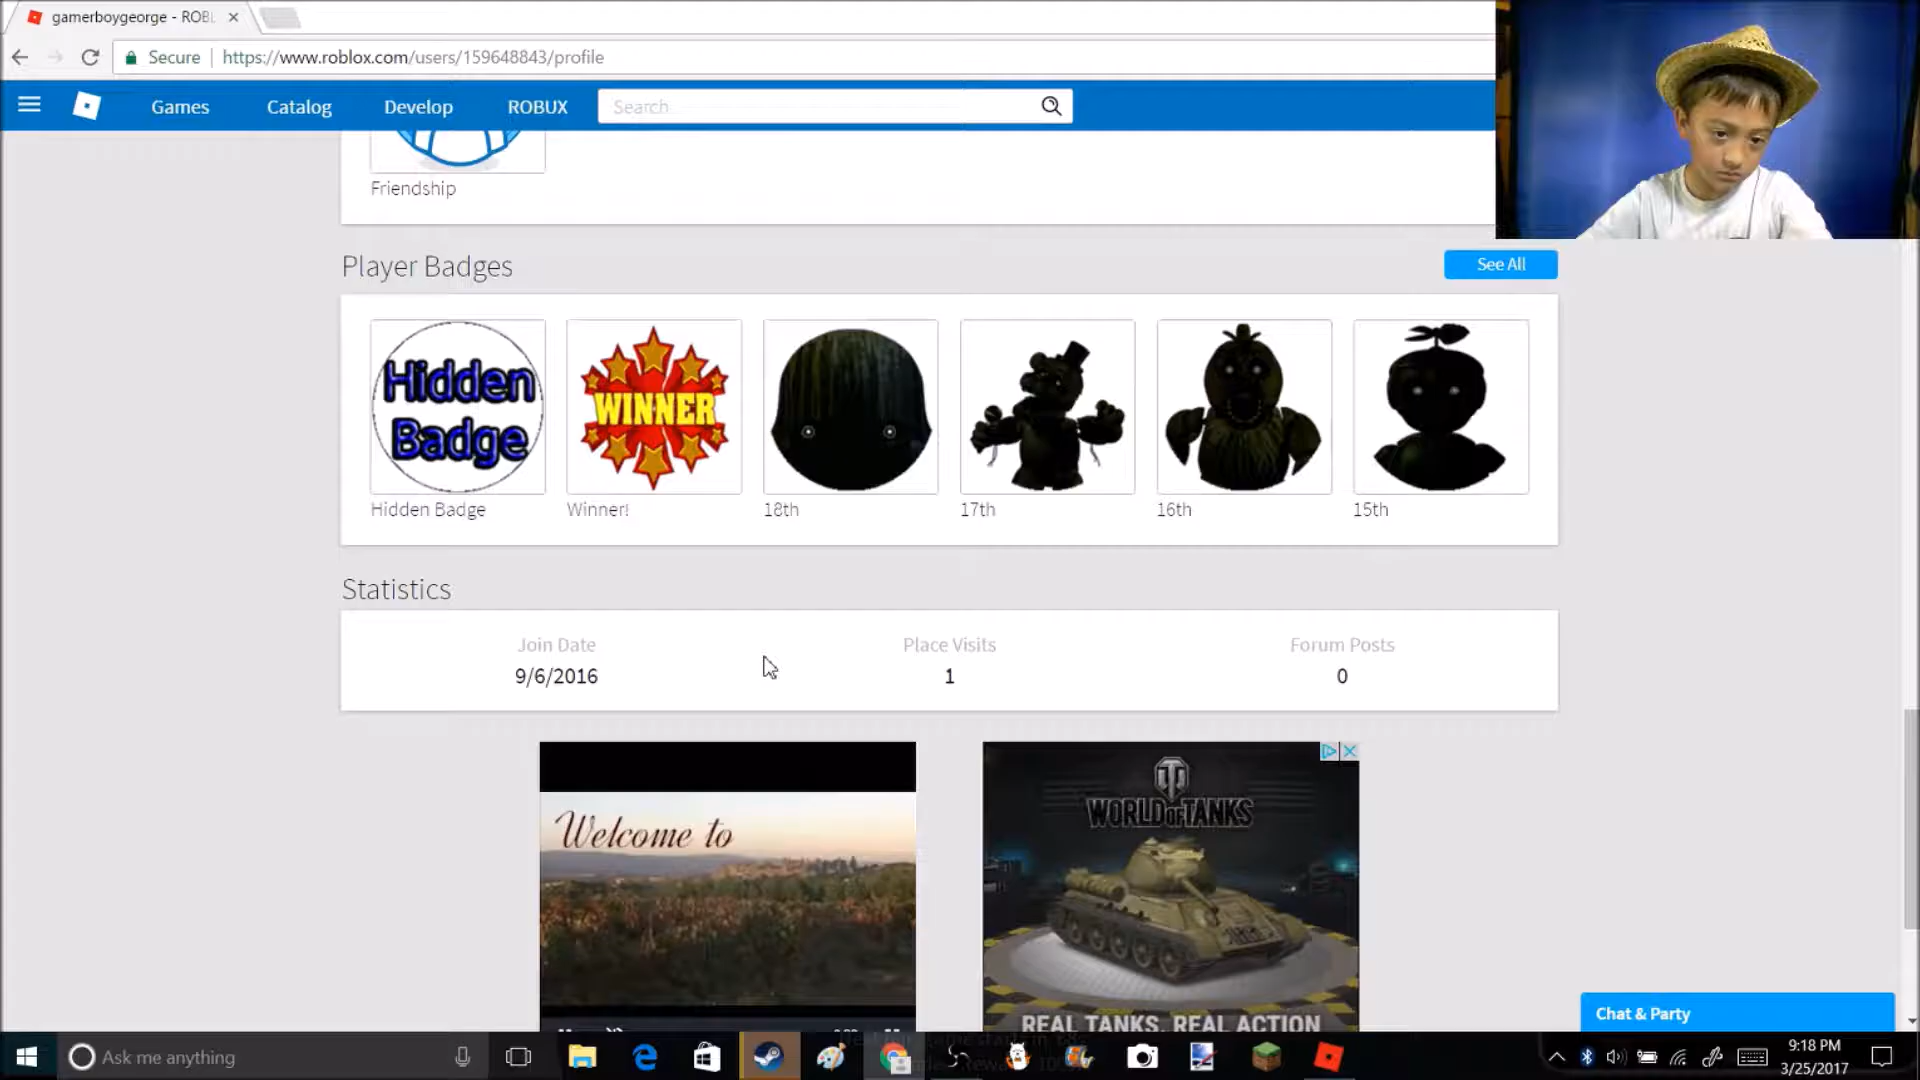 gamerboygeorge - ROBL
Secure
https://www.roblox.com/users/159648843/profile
Games
Catalog
Develop
ROBUX
Search
Friendship
Player Badges
See All
Hidden
Badge
WINNER
Hidden Badge
Winner!
18th
17th
16th
15th
Statistics
Join Date
Place Visits
Forum Posts
9/6/2016
1
0
Welcome to
WORLD OF TANKS
REAL TANKS. REAL ACTION
Chat & Party
Ask me anything
9:18 PM
3/25/2017